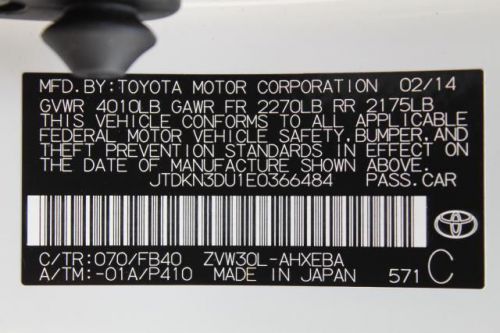 MFD.BY:TOYOTA MOTOR CORPORATION 02/14
GVWR 4010LB GAWR FR 2270LB RR 2175LB
THIS VEHICLE CONFORMS TO ALL APPLICABLE
FEDERAL MOTOR VEHICLE SAFETY,BUMPER,AND
THEFT PREVENTION STANDARDS IN EFFECT ON
THE DATE OF MANUFACTURE SHOWN ABOVE.
JTDKN3DU1E0366484 PASS.CAR
C/TR:070/FB40 ZVW30L-AHXEBA
A/TM:-01A/P410 MADE IN JAPAN 571 C